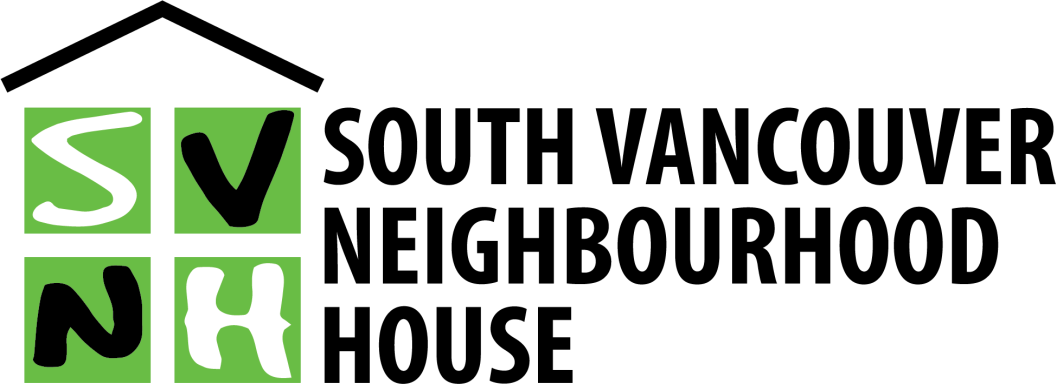 S V
N H
SOUTH VANCOUVER
NEIGHBOURHOOD
HOUSE